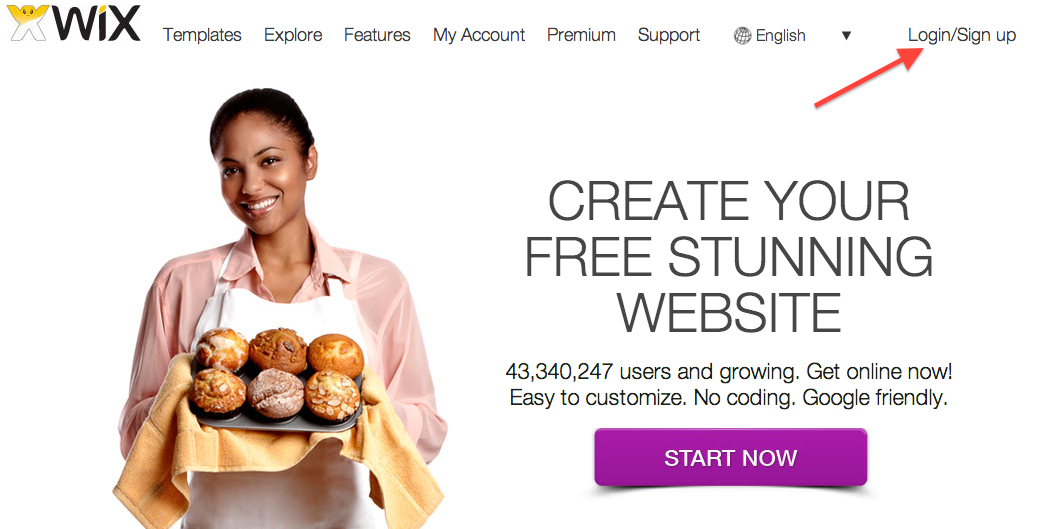 WiX Templates Explore Features My Account Premium Support English ▼ Login/Sign up
CREATE YOUR
FREE STUNNING
WEBSITE
43,340,247 users and growing. Get online now!
Easy to customize. No coding. Google friendly.
START NOW